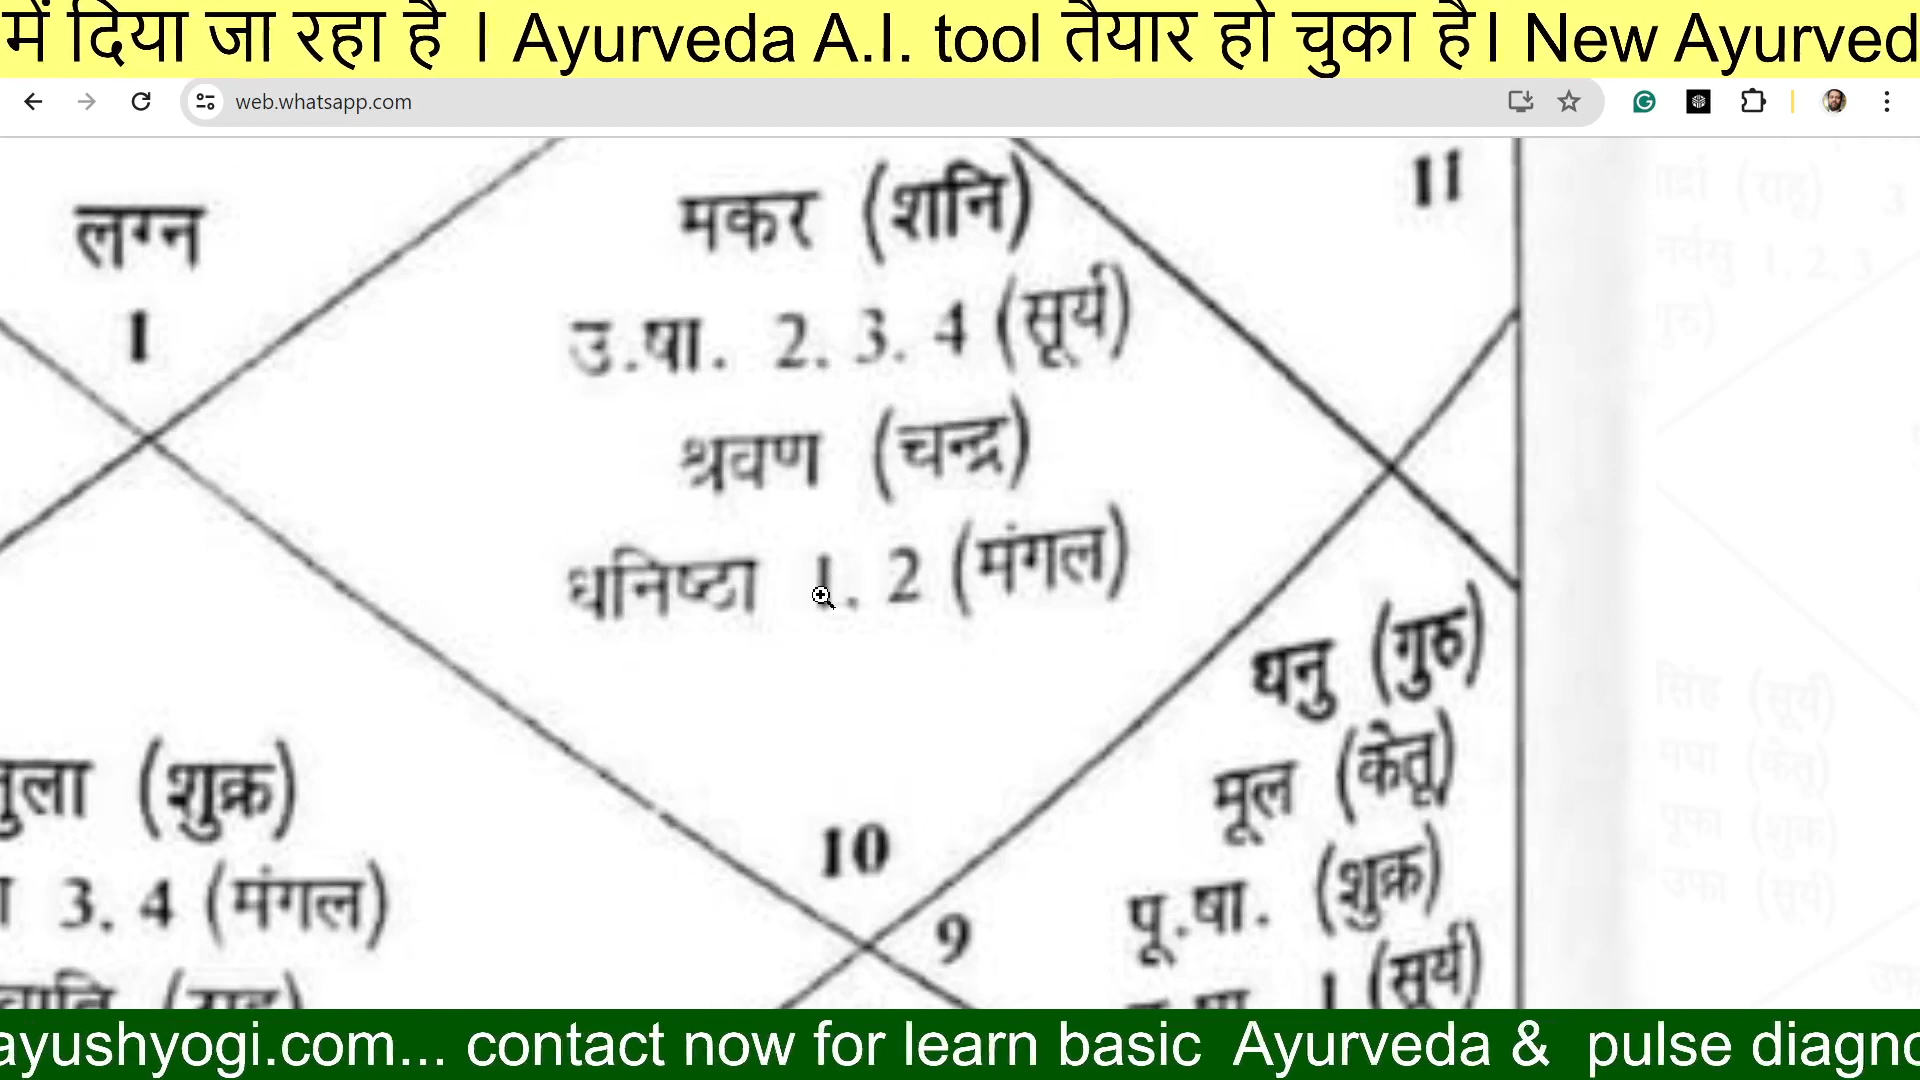 में दिया जा रहा है । Ayurveda A.I. tool तैयार हो चुका है। New Ayurved
web.whatsapp.com
लग्न
1
मकर (शनि)
उ.षा. 2. 3. 4 (सूर्य)
श्रवण (चन्द्र)
धनिष्ठा 1. 2 (मंगल)
10
11
धनु (गुरु)
मूल (केतू)
पू.षा. (शुक्र)
1 (सूर्य)
9
तुला (शुक्र)
3. 4 (मंगल)
ayushyogi.com... contact now for learn basic Ayurveda & pulse diagno